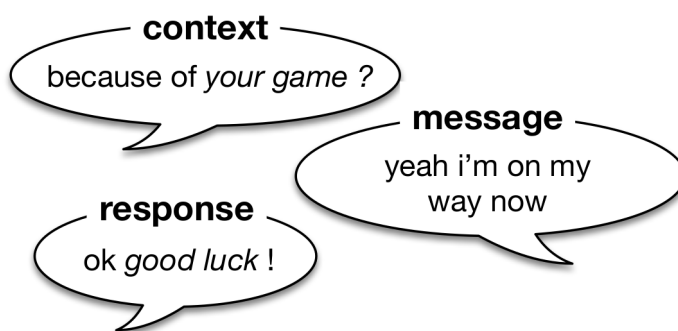 context
because of your game ?
message
yeah i'm on my
way now
response
ok good luck !